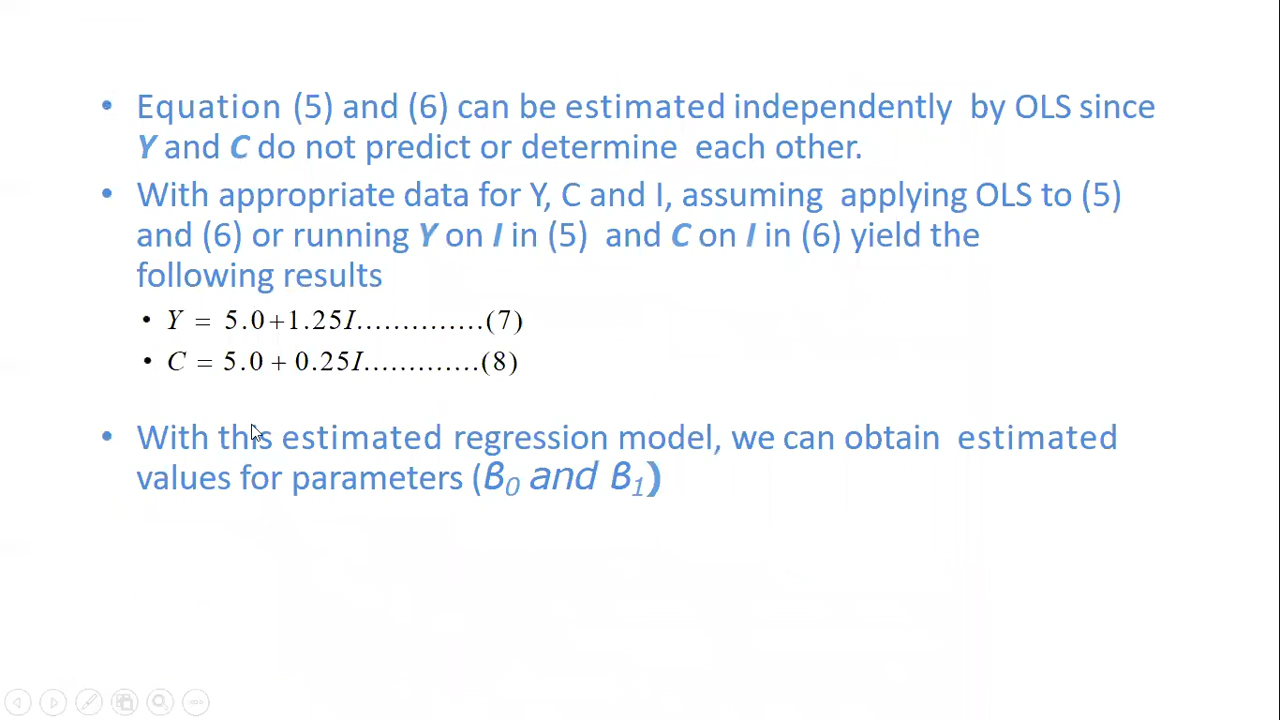 • Equation (5) and (6) can be estimated independently by OLS since
Y and C do not predict or determine each other.
• With appropriate data for Y, C and I, assuming applying OLS to (5)
and (6) or running Y on I in (5) and C on I in (6) yield the
following results
• Y = 5.0+1.25I..............(7)
• C = 5.0 + 0.25I.............(8)
• With this estimated regression model, we can obtain estimated
values for parameters (β₀ and β₁)